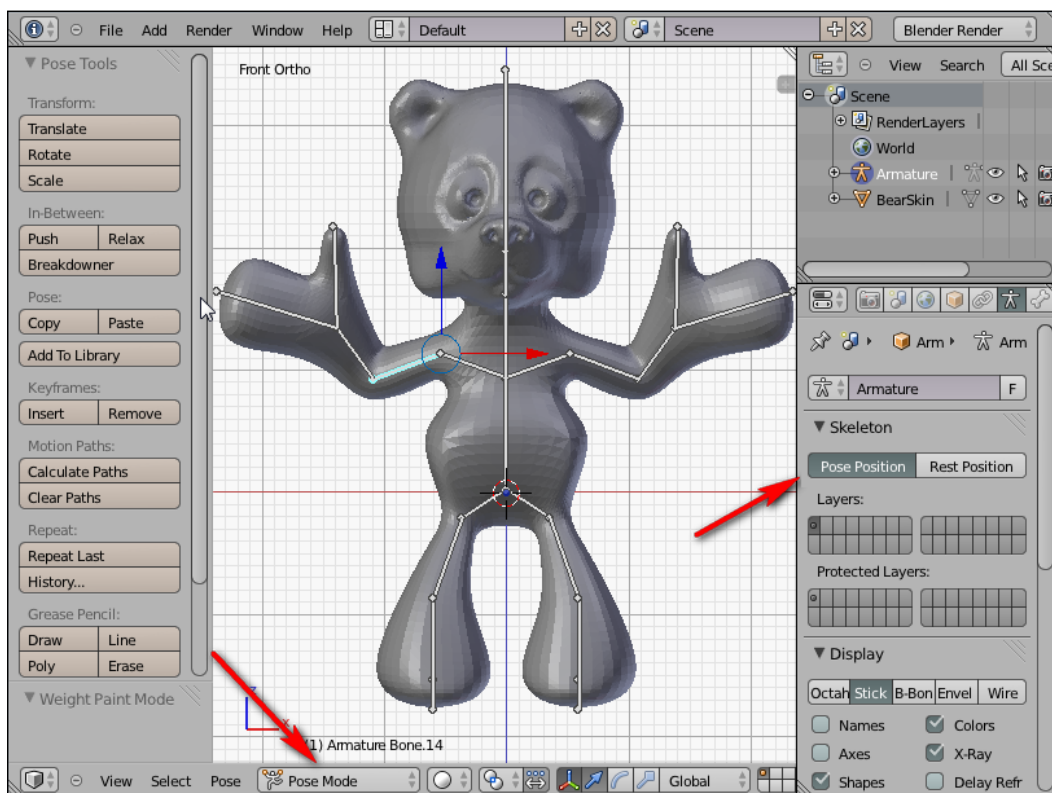 File Add Render Window Help Default Scene Blender Render
Pose Tools
Transform:
Translate
Rotate
Scale
In-Between:
Push Relax
Breakdowner
Pose:
Copy Paste
Add To Library
Keyframes:
Insert Remove
Motion Paths:
Calculate Paths
Clear Paths
Repeat:
Repeat Last
History...
Grease Pencil:
Draw Line
Poly Erase
Weight Paint Mode
Front Ortho
(1) Armature Bone.14
View Select Pose Pose Mode Global
View Search All Sce
Scene
RenderLayers
World
Armature
BearSkin
Arm Arm
Armature F
Skeleton
Pose Position Rest Position
Layers:
Protected Layers:
Display
Octah Stick B-Bon Envel Wire
Names Colors
Axes X-Ray
Shapes Delay Refr